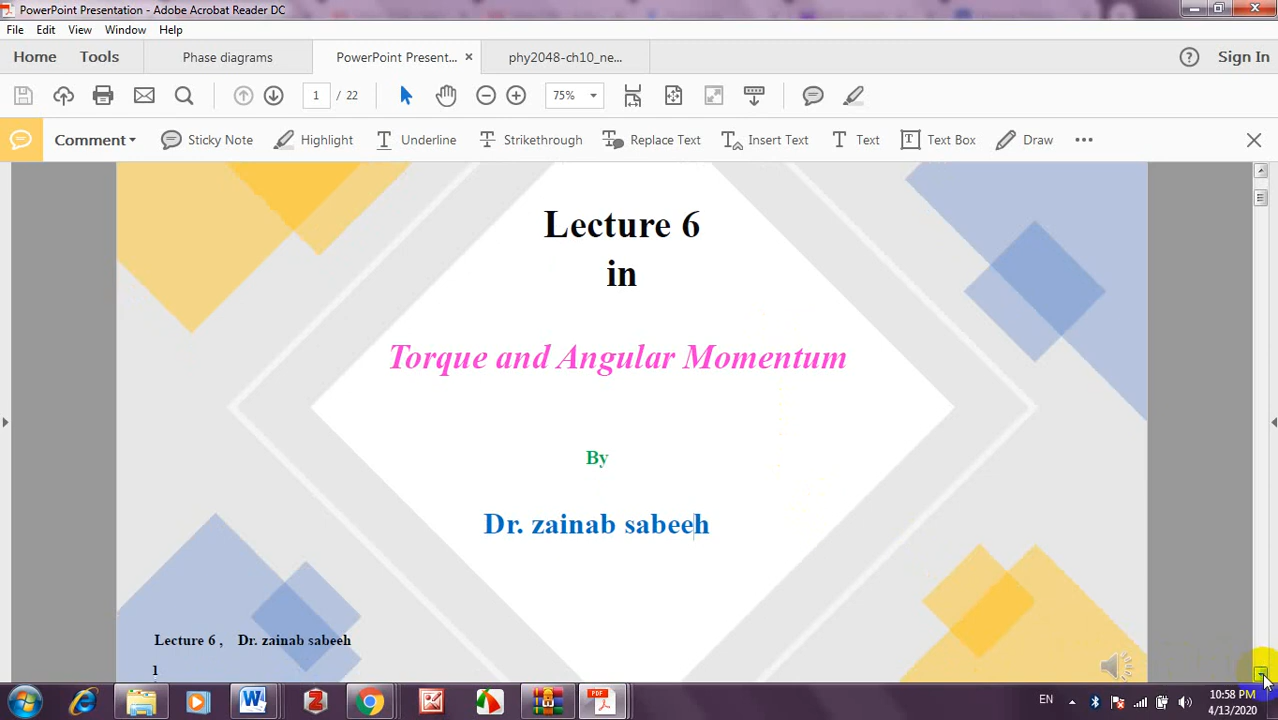 PowerPoint Presentation - Adobe Acrobat Reader DC
File Edit View Window Help
Home Tools Phase diagrams PowerPoint Present... × phy2048-ch10_ne... ? Sign In
1 / 22 75%
Comment Sticky Note Highlight Underline Strikethrough Replace Text Insert Text Text Text Box Draw
Lecture 6
in
Torque and Angular Momentum
By
Dr. zainab sabeeh
Lecture 6 , Dr. zainab sabeeh
1
EN 10:58 PM
4/13/2020